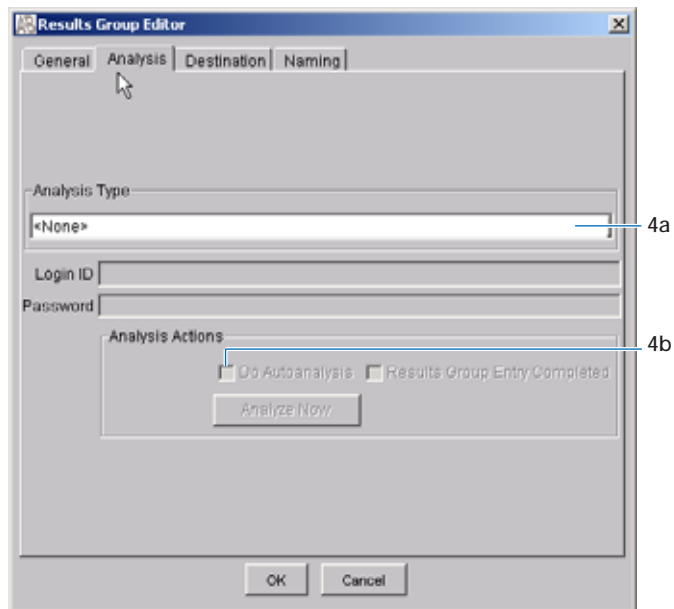 Results Group Editor
General Analysis Destination Naming
Analysis Type
<None>
4a
Login ID
Password
Analysis Actions
4b
Do Autoanalysis Results Group Entry Completed
Analyze Now
OK Cancel